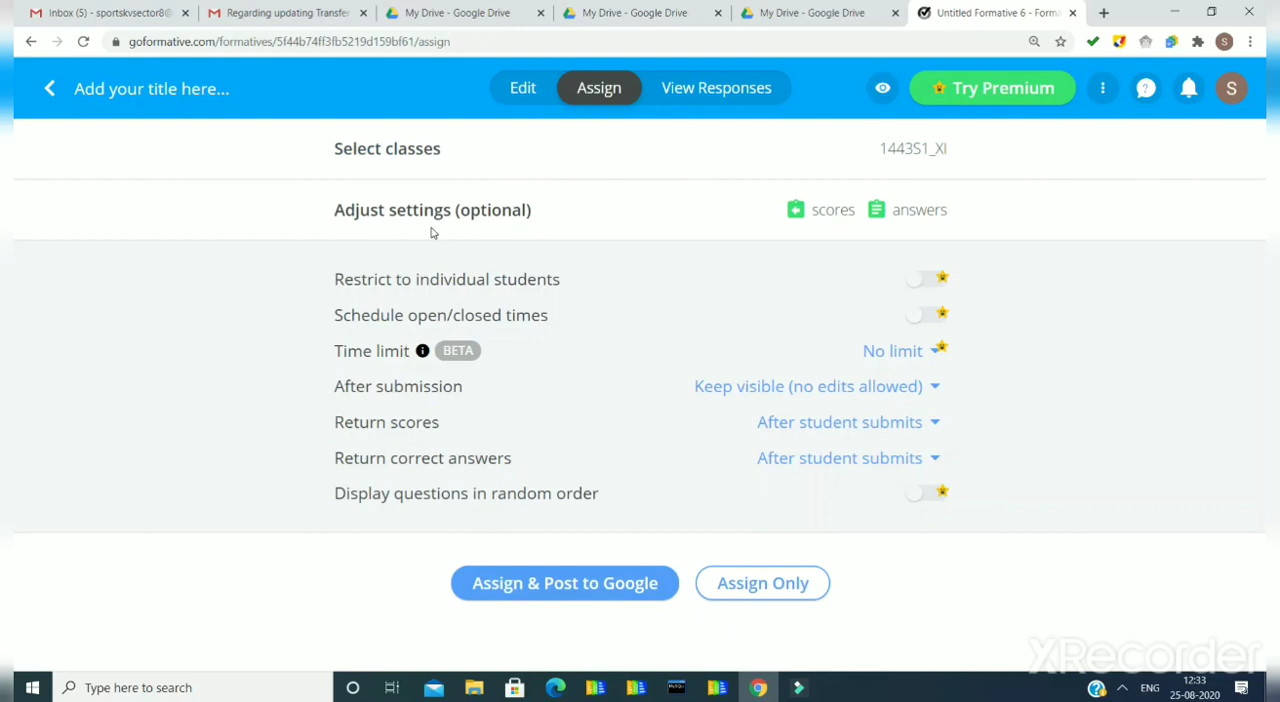 Inbox (5) - sportskvsector8@
Regarding updating Transfer
My Drive - Google Drive
My Drive - Google Drive
My Drive - Google Drive
Untitled Formative 6 - Forma
goformative.com/formatives/5f44b74ff3fb5219d159bf61/assign
S
Add your title here...
Edit
Assign
View Responses
Try Premium
S
Select classes
1443S1_XI
Adjust settings (optional)
scores
answers
Restrict to individual students
Schedule open/closed times
Time limit BETA
No limit
After submission
Keep visible (no edits allowed)
Return scores
After student submits
Return correct answers
After student submits
Display questions in random order
Assign & Post to Google
Assign Only
XRecorder
Type here to search
ENG
12:33
25-08-2020